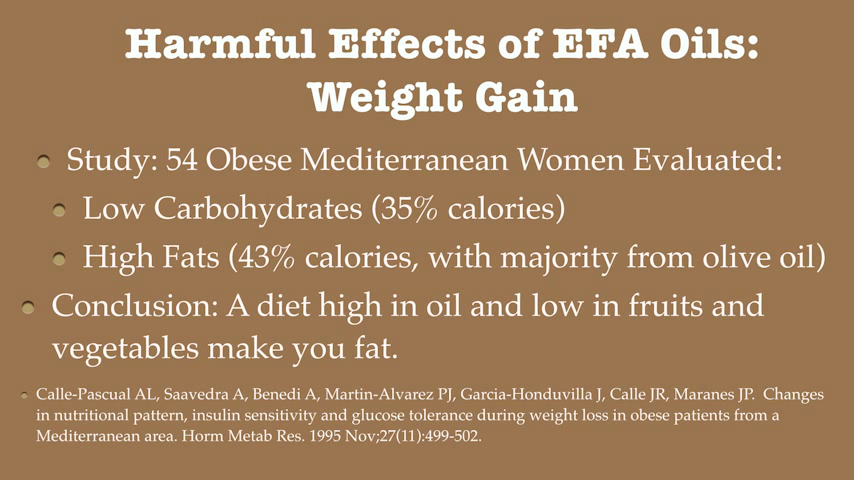 Harmful Effects of EFA Oils:
Weight Gain
Study: 54 Obese Mediterranean Women Evaluated:
Low Carbohydrates (35% calories)
High Fats (43% calories, with majority from olive oil)
Conclusion: A diet high in oil and low in fruits and
vegetables make you fat.
Calle-Pascual AL, Saavedra A, Benedi A, Martin-Alvarez PJ, Garcia-Honduvilla J, Calle JR, Maranes JP.  Changes
in nutritional pattern, insulin sensitivity and glucose tolerance during weight loss in obese patients from a
Mediterranean area. Horm Metab Res. 1995 Nov;27(11):499-502.